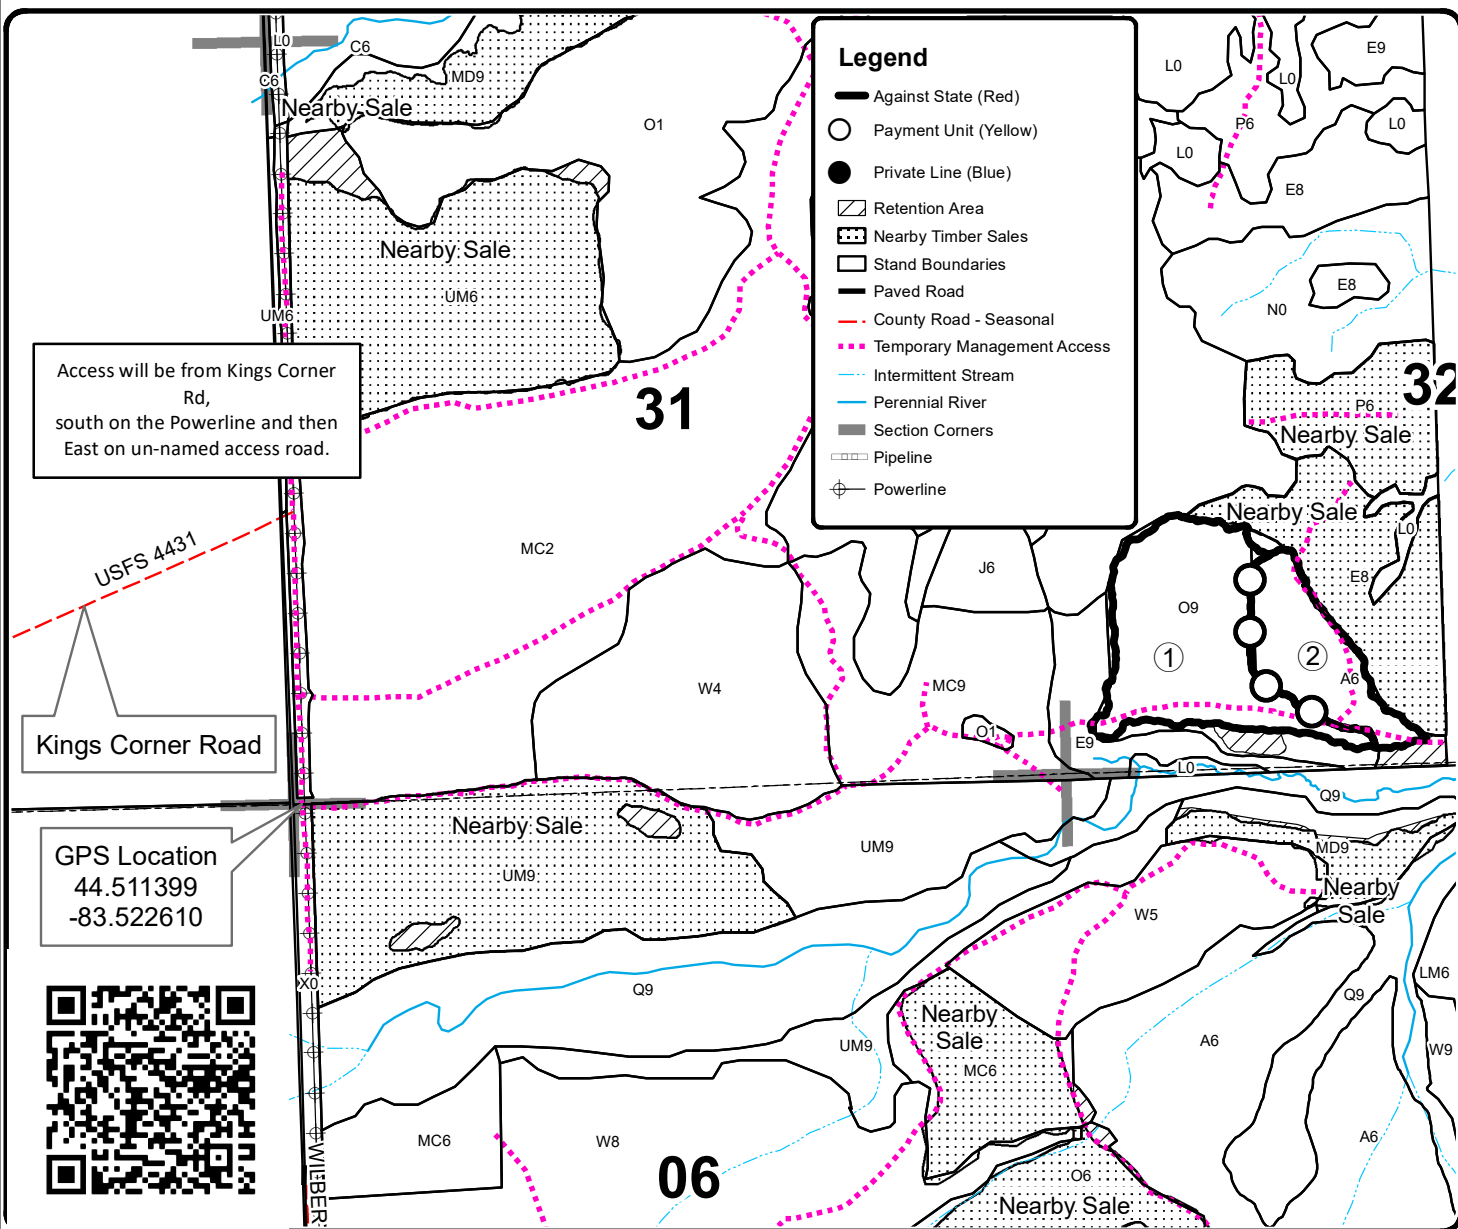 L0
C6
C6
MD9
Nearby Sale
O1
Nearby Sale
UM6
UM6
Access will be from Kings Corner
Rd,
south on the Powerline and then
East on un-named access road.
31
Legend
Against State (Red)
Payment Unit (Yellow)
Private Line (Blue)
Retention Area
Nearby Timber Sales
Stand Boundaries
Paved Road
County Road - Seasonal
Temporary Management Access
Intermittent Stream
Perennial River
Section Corners
Pipeline
Powerline
L0
L0
E9
P6
L0
L0
E8
E8
N0
32
P6
Nearby Sale
Nearby Sale
L0
E8
USFS 4431
MC2
J6
O9
1
2
A6
W4
MC9
O1
E9
L0
Q9
Kings Corner Road
GPS Location
44.511399
-83.522610
Nearby Sale
UM9
UM9
MD9
Nearby
Sale
W5
X0
Q9
UM9
Nearby
Sale
MC6
LM6
Q9
A6
W9
MC6
W8
06
A6
O6
Nearby Sale
WILBER